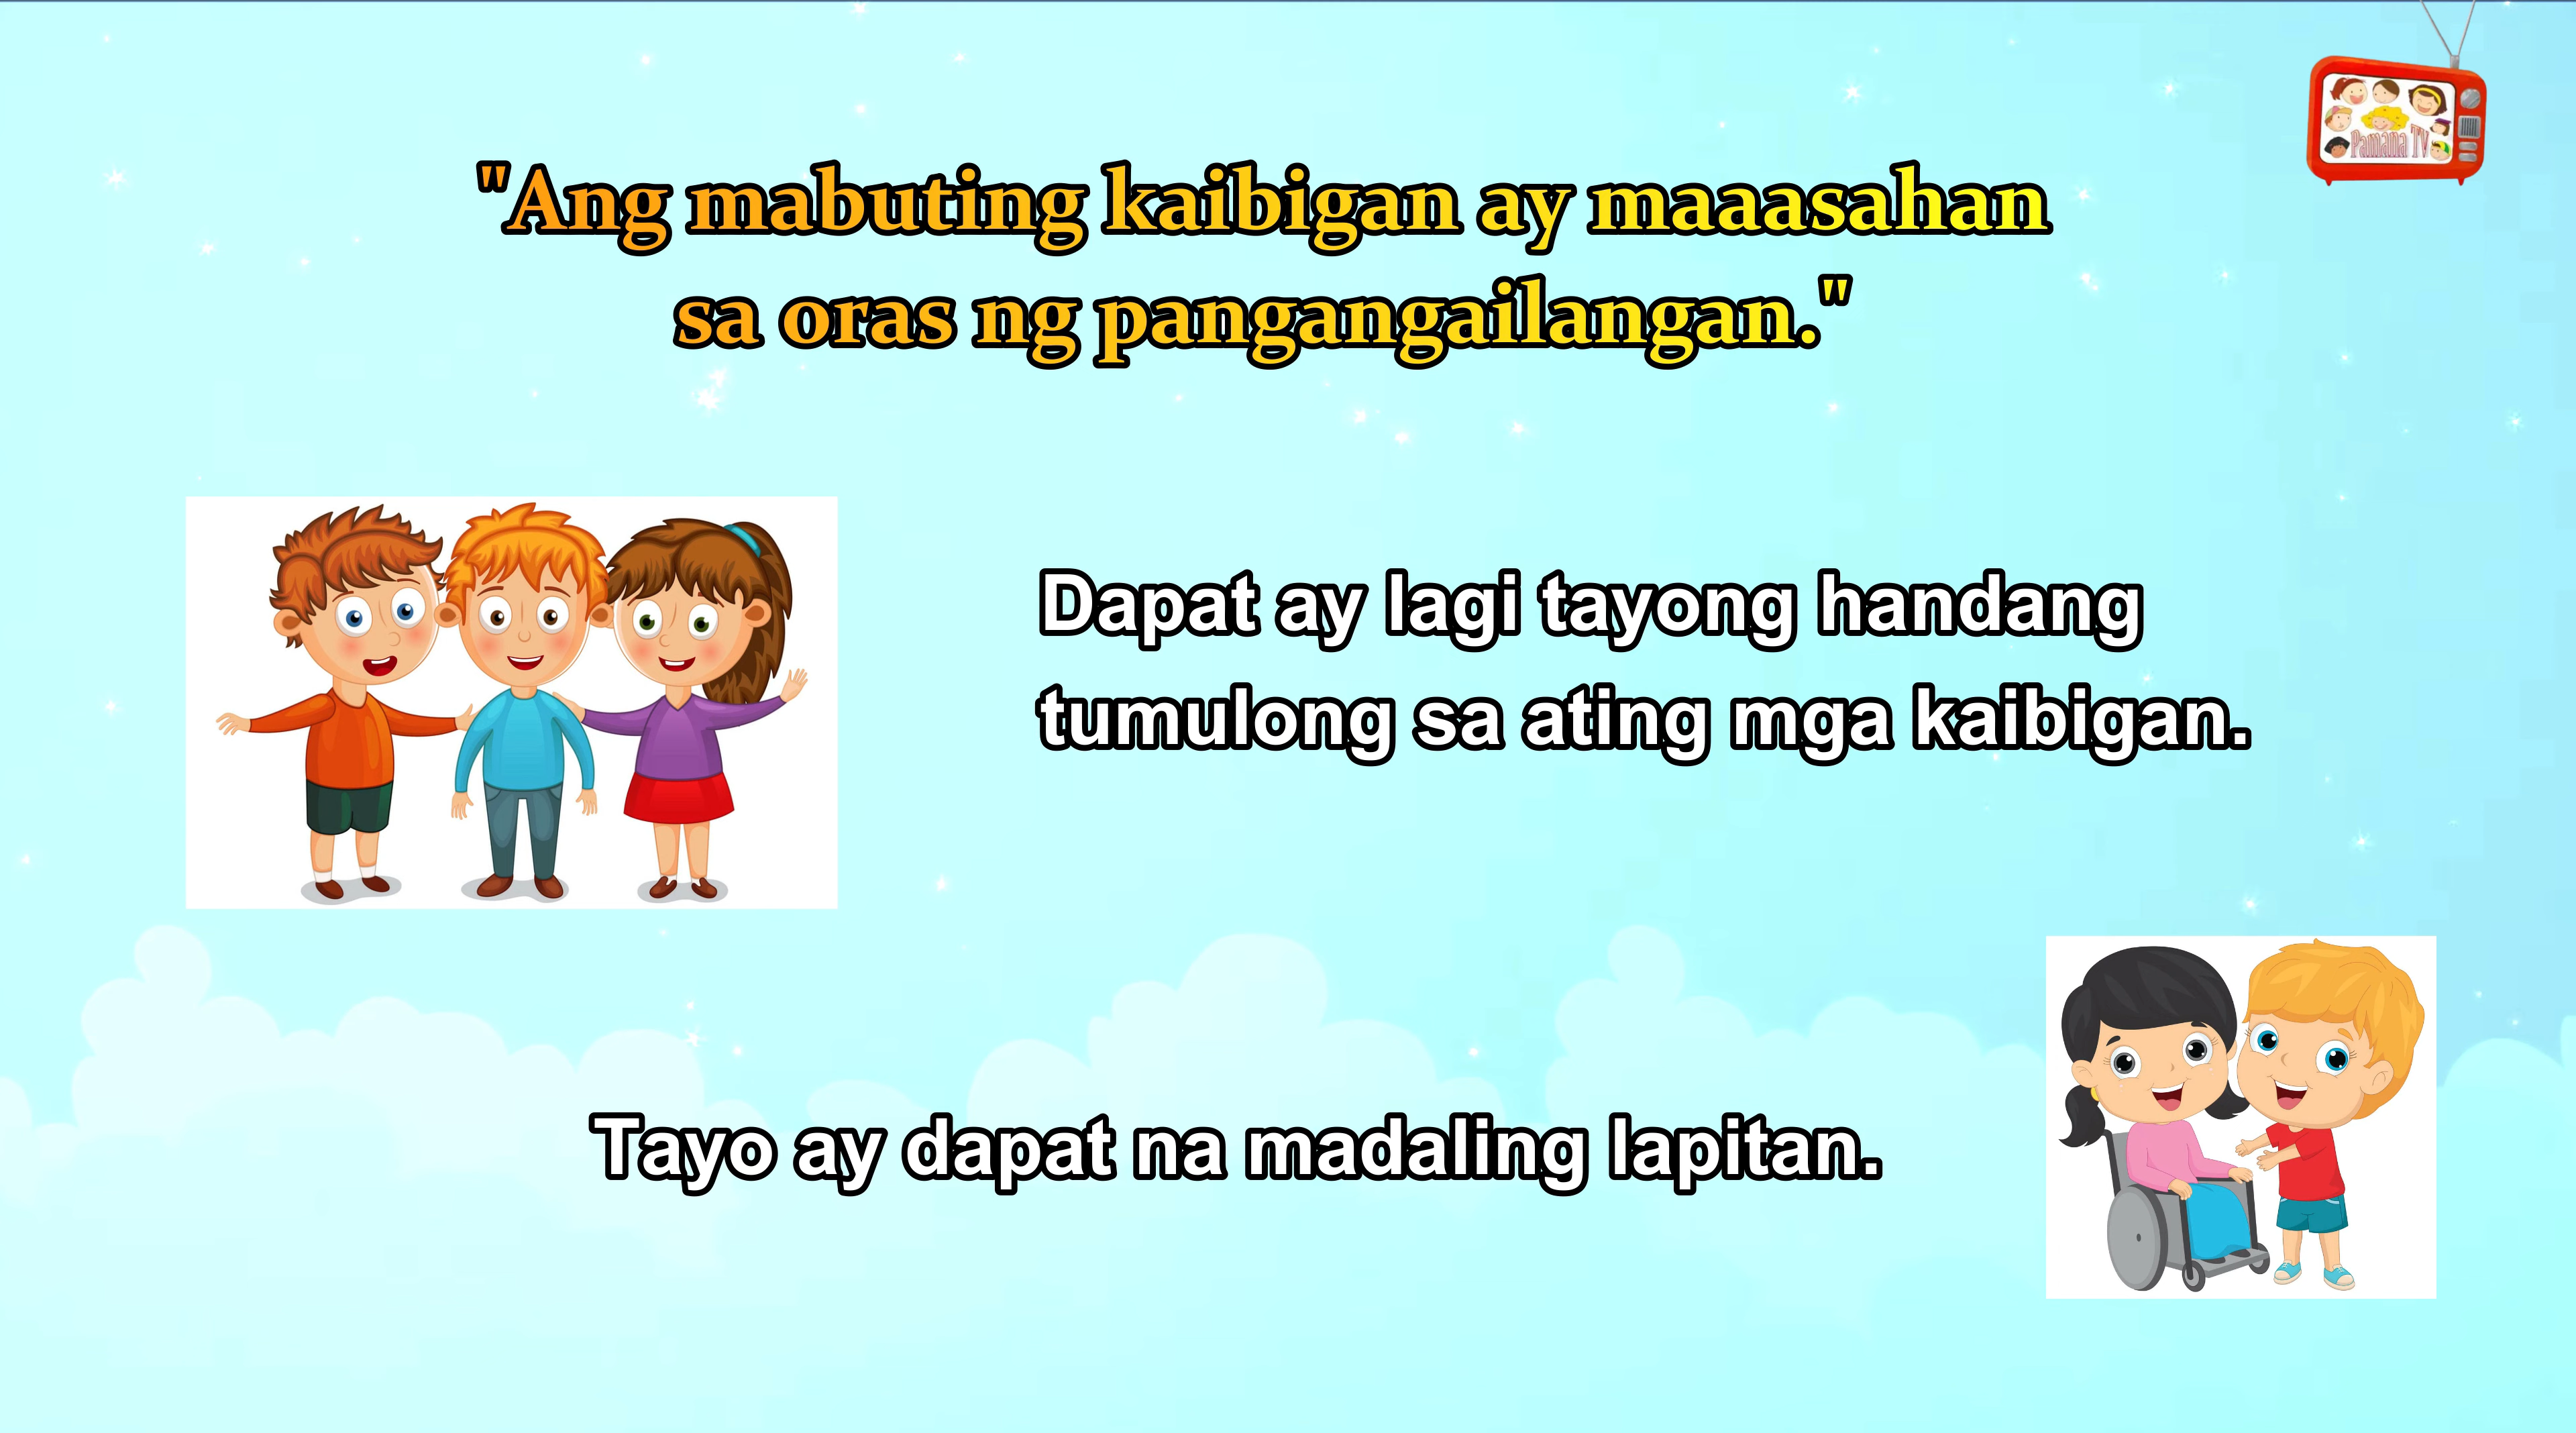 Pamana TV
"Ang mabuting kaibigan ay maaasahan
sa oras ng pangangailangan."
Dapat ay lagi tayong handang
tumulong sa ating mga kaibigan.
Tayo ay dapat na madaling lapitan.